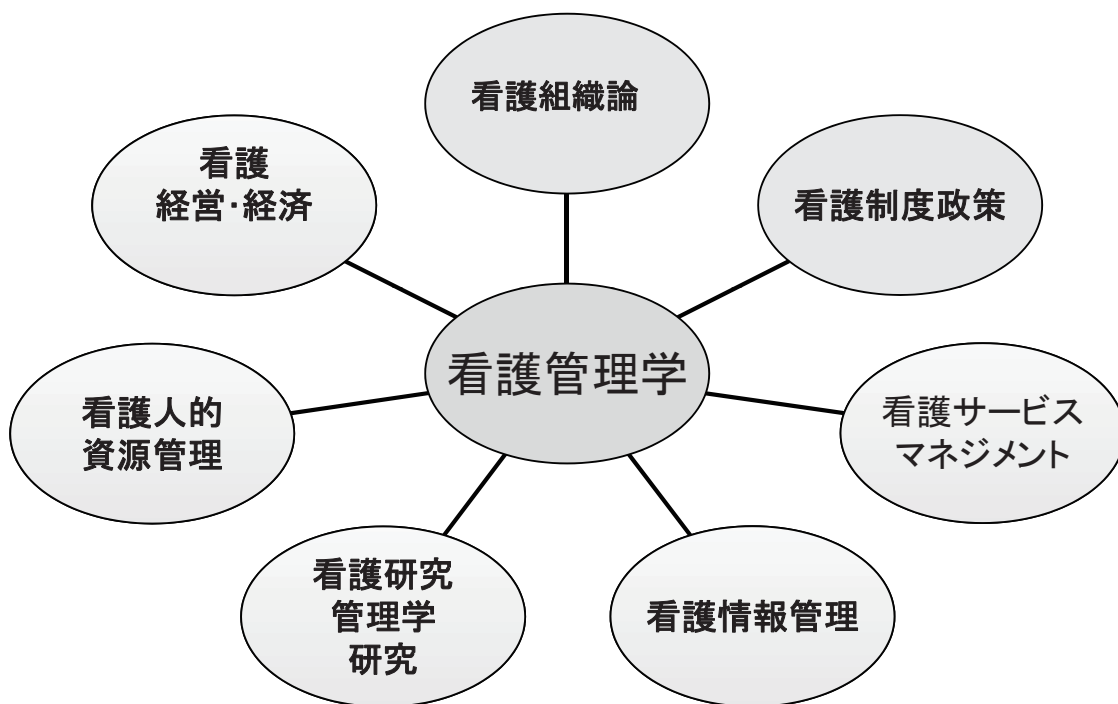 看護組織論
看護
経営・経済
看護制度政策
看護管理学
看護人的
資源管理
看護サービス
マネジメント
看護研究
管理学
研究
看護情報管理